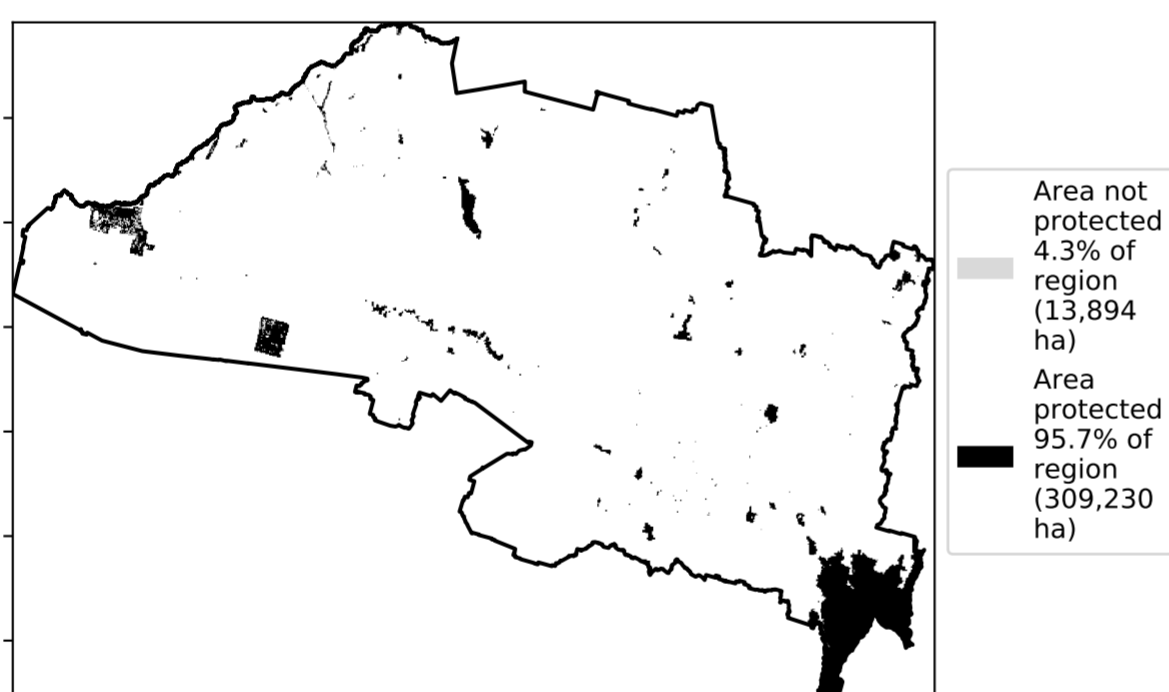 Area not
protected
4.3% of
region
(13,894
ha)
Area
protected
95.7% of
region
(309,230
ha)